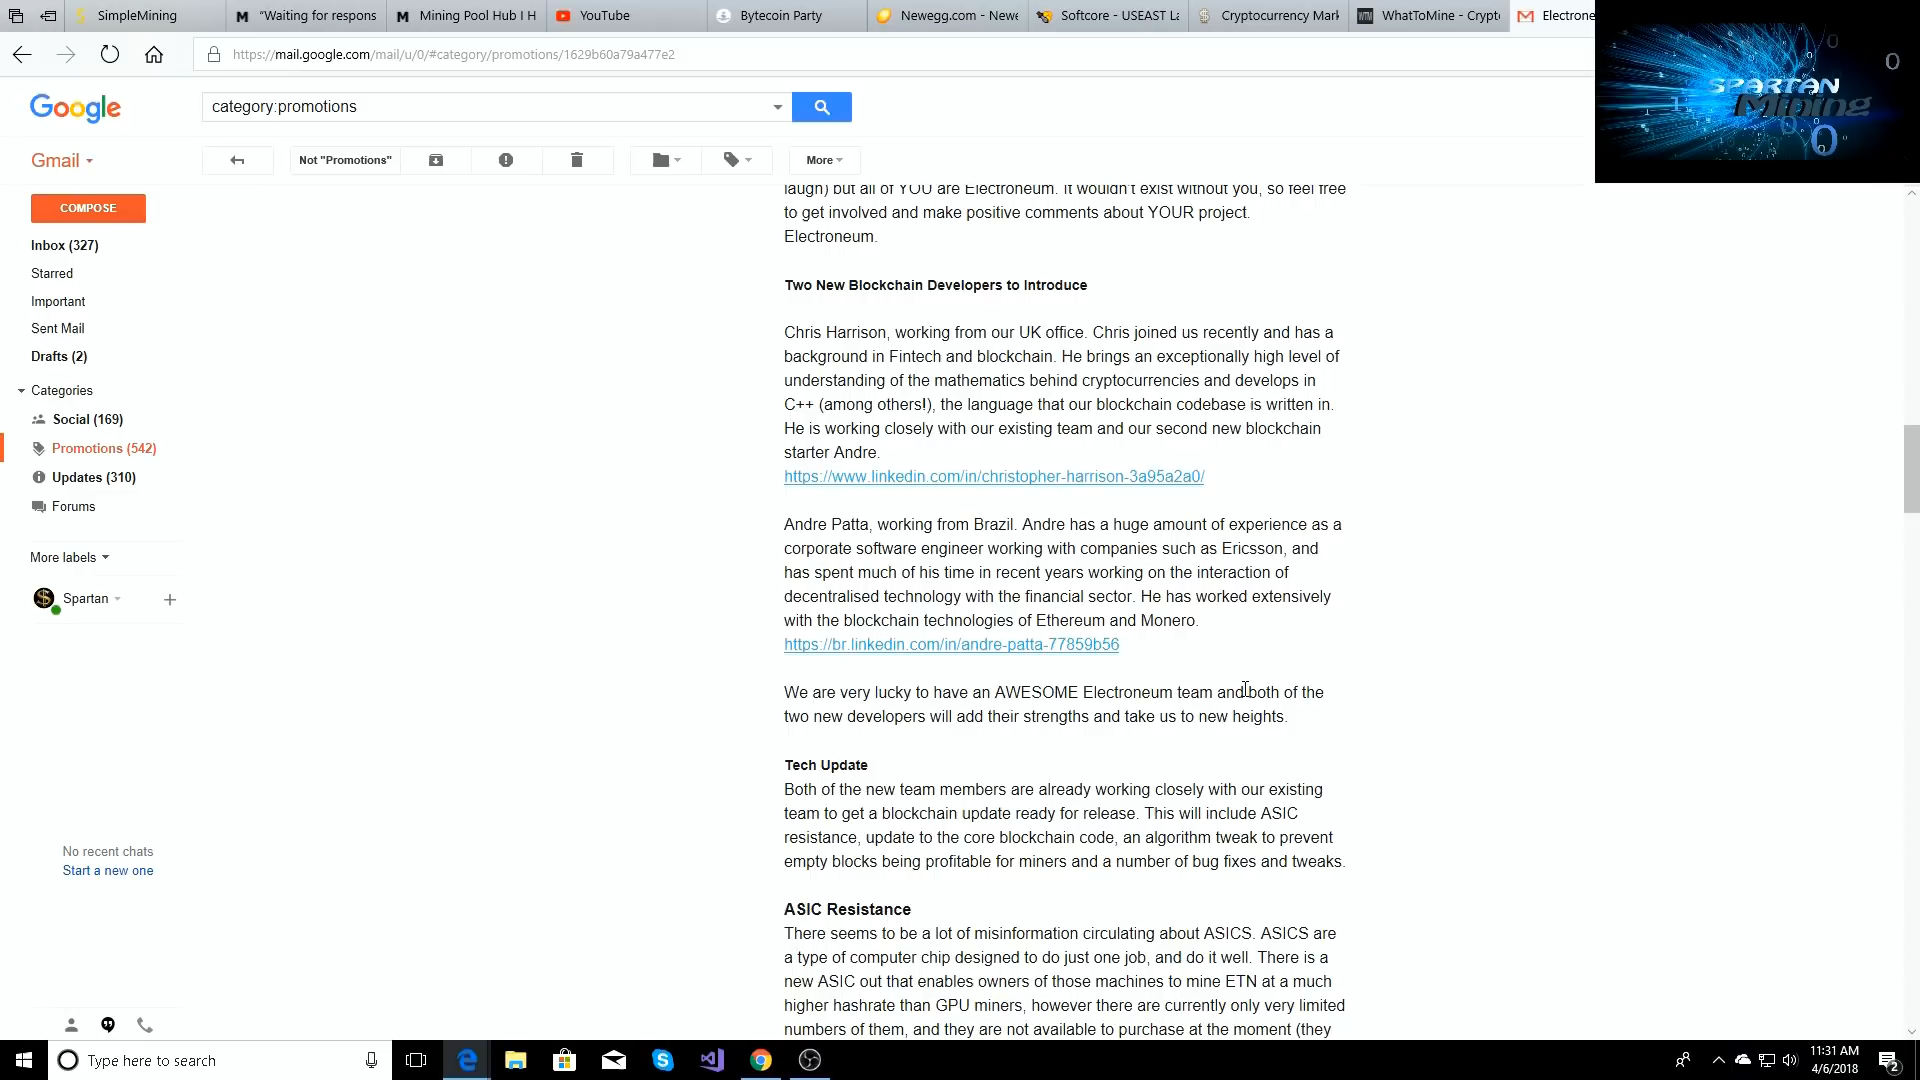 SimpleMining
"Waiting for respons
Mining Pool Hub I H
YouTube
Bytecoin Party
Newegg.com - Newe
Softcore - USEAST La
Cryptocurrency Mark
WhatToMine - Crypto
Electrone
https://mail.google.com/mail/u/0/#category/promotions/1629b60a79a477e2
SPARTAN
Mining
Google
category:promotions
Gmail
Not "Promotions"
More
COMPOSE
Inbox (327)
Starred
Important
Sent Mail
Drafts (2)
Categories
Social (169)
Promotions (542)
Updates (310)
Forums
More labels
Spartan
No recent chats
Start a new one
laugh) but all of YOU are Electroneum. It wouldn't exist without you, so feel free
to get involved and make positive comments about YOUR project.
Electroneum.
Two New Blockchain Developers to Introduce
Chris Harrison, working from our UK office. Chris joined us recently and has a
background in Fintech and blockchain. He brings an exceptionally high level of
understanding of the mathematics behind cryptocurrencies and develops in
C++ (among others!), the language that our blockchain codebase is written in.
He is working closely with our existing team and our second new blockchain
starter Andre.
https://www.linkedin.com/in/christopher-harrison-3a95a2a0/
Andre Patta, working from Brazil. Andre has a huge amount of experience as a
corporate software engineer working with companies such as Ericsson, and
has spent much of his time in recent years working on the interaction of
decentralised technology with the financial sector. He has worked extensively
with the blockchain technologies of Ethereum and Monero.
https://br.linkedin.com/in/andre-patta-77859b56
We are very lucky to have an AWESOME Electroneum team and both of the
two new developers will add their strengths and take us to new heights.
Tech Update
Both of the new team members are already working closely with our existing
team to get a blockchain update ready for release. This will include ASIC
resistance, update to the core blockchain code, an algorithm tweak to prevent
empty blocks being profitable for miners and a number of bug fixes and tweaks.
ASIC Resistance
There seems to be a lot of misinformation circulating about ASICS. ASICS are
a type of computer chip designed to do just one job, and do it well. There is a
new ASIC out that enables owners of those machines to mine ETN at a much
higher hashrate than GPU miners, however there are currently only very limited
numbers of them, and they are not available to purchase at the moment (they
Type here to search
11:31 AM
4/6/2018
2